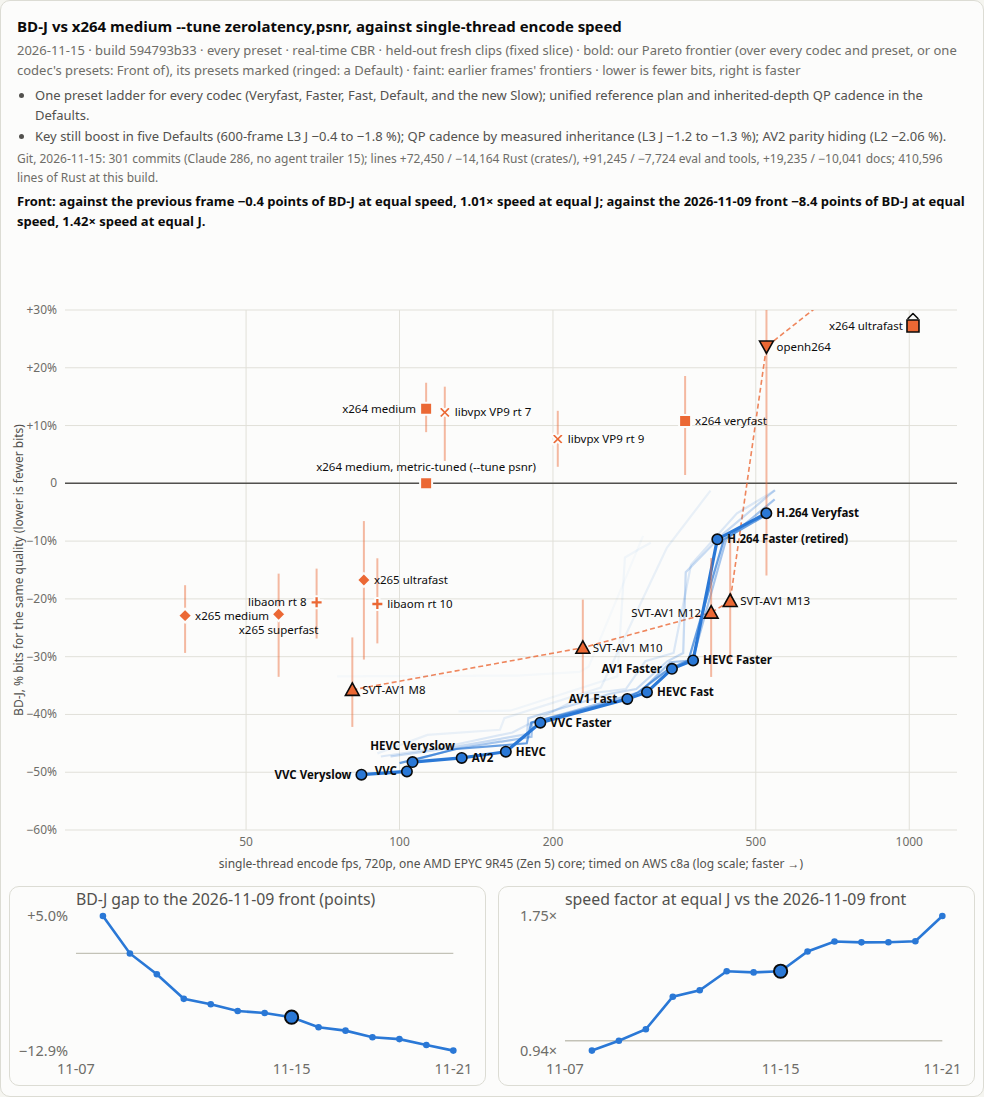 BD-J vs x264 medium --tune zerolatency,psnr, against single-thread encode speed
2026-11-15 · build 594793b33 · every preset · real-time CBR · held-out fresh clips (fixed slice) · bold: our Pareto frontier (over every codec and preset, or one
codec's presets: Front of), its presets marked (ringed: a Default) · faint: earlier frames' frontiers · lower is fewer bits, right is faster
• One preset ladder for every codec (Veryfast, Faster, Fast, Default, and the new Slow); unified reference plan and inherited-depth QP cadence in the
Defaults.
• Key still boost in five Defaults (600-frame L3 J −0.4 to −1.8 %); QP cadence by measured inheritance (L3 J −1.2 to −1.3 %); AV2 parity hiding (L2 −2.06 %).
Git, 2026-11-15: 301 commits (Claude 286, no agent trailer 15); lines +72,450 / −14,164 Rust (crates/), +91,245 / −7,724 eval and tools, +19,235 / −10,041 docs; 410,596
lines of Rust at this build.
Front: against the previous frame −0.4 points of BD-J at equal speed, 1.01× speed at equal J; against the 2026-11-09 front −8.4 points of BD-J at equal
speed, 1.42× speed at equal J.
BD-J, % bits for the same quality (lower is fewer bits)
+30%
x264 ultrafast
openh264
+20%
x264 medium
libvpx VP9 rt 7
+10%
x264 veryfast
libvpx VP9 rt 9
x264 medium, metric-tuned (--tune psnr)
0
H.264 Veryfast
−10%
H.264 Faster (retired)
x265 ultrafast
−20%
libaom rt 8
libaom rt 10
SVT-AV1 M13
x265 medium
SVT-AV1 M12
x265 superfast
SVT-AV1 M10
−30%
HEVC Faster
AV1 Faster
SVT-AV1 M8
HEVC Fast
AV1 Fast
−40%
VVC Faster
HEVC Veryslow
HEVC
AV2
VVC
VVC Veryslow
−50%
−60%
50
100
200
500
1000
single-thread encode fps, 720p, one AMD EPYC 9R45 (Zen 5) core; timed on AWS c8a (log scale; faster →)
BD-J gap to the 2026-11-09 front (points)
+5.0%
−12.9%
11-07
11-15
11-21
speed factor at equal J vs the 2026-11-09 front
1.75×
0.94×
11-07
11-15
11-21